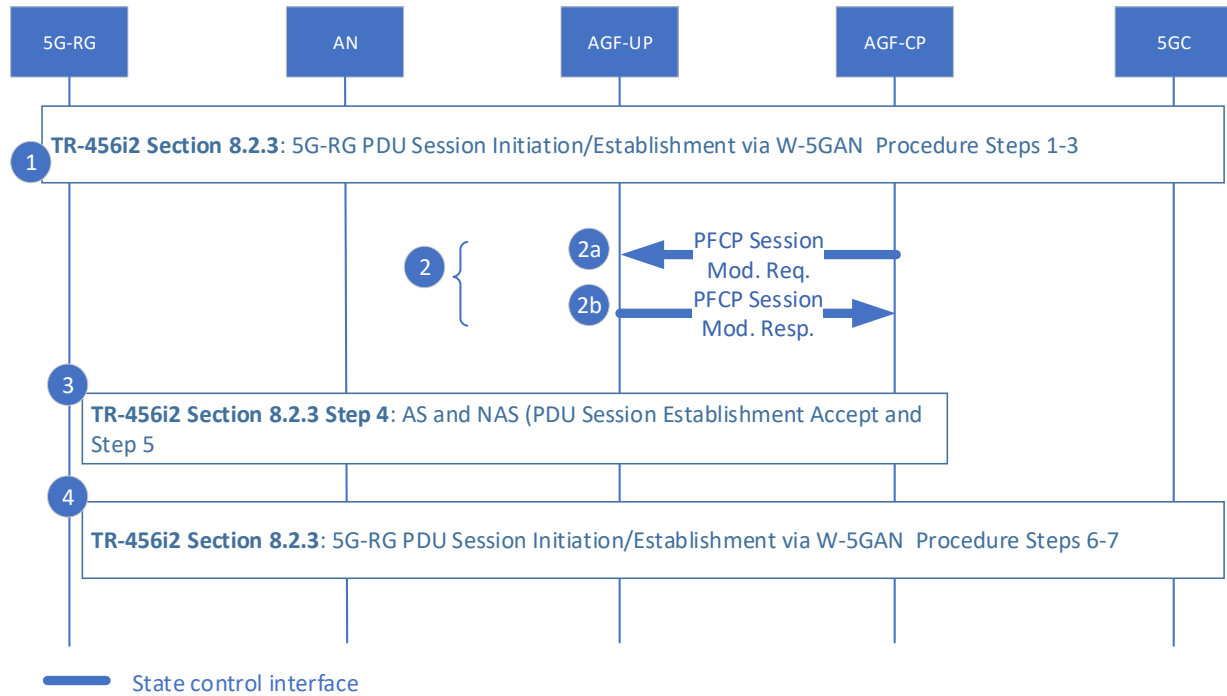 5G-RG
AN
AGF-UP
AGF-CP
5GC
1
TR-456i2 Section 8.2.3: 5G-RG PDU Session Initiation/Establishment via W-5GAN Procedure Steps 1-3
2
2a
PFCP Session
Mod. Req.
2b
PFCP Session
Mod. Resp.
3
TR-456i2 Section 8.2.3 Step 4: AS and NAS (PDU Session Establishment Accept and
Step 5
4
TR-456i2 Section 8.2.3: 5G-RG PDU Session Initiation/Establishment via W-5GAN Procedure Steps 6-7
State control interface